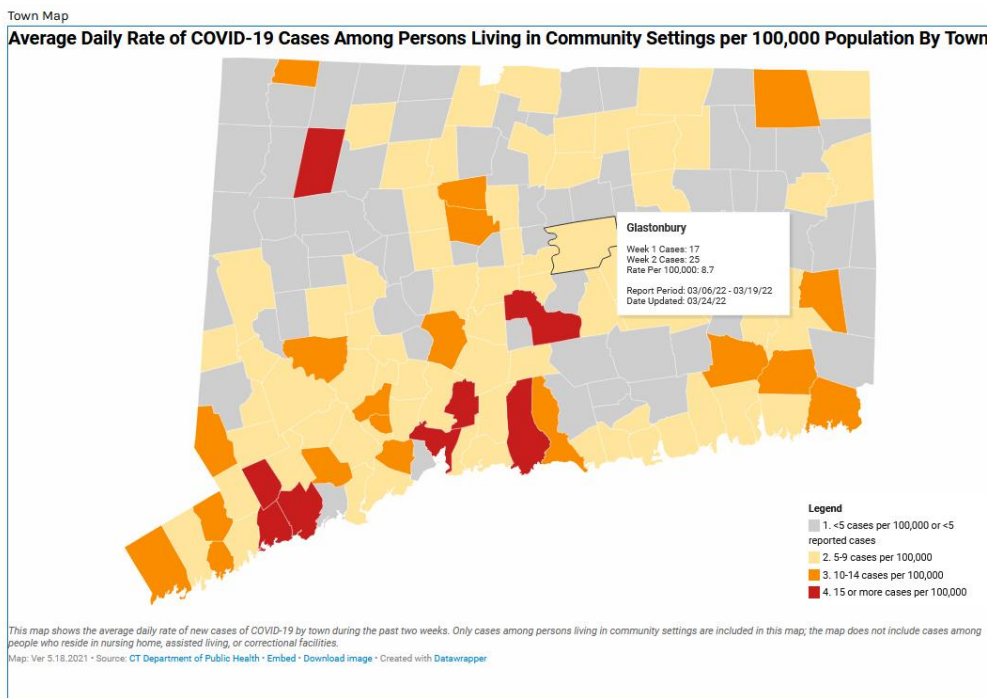 Town Map
Average Daily Rate of COVID-19 Cases Among Persons Living in Community Settings per 100,000 Population By Town
Glastonbury
Week 1 Cases: 17
Week 2 Cases: 25
Rate Per 100,000: 8.7
Report Period: 03/06/22 - 03/19/22
Date Updated: 03/24/22
Legend
1. <5 cases per 100,000 or <5
reported cases
2. 5-9 cases per 100,000
3. 10-14 cases per 100,000
4. 15 or more cases per 100,000
This map shows the average daily rate of new cases of COVID-19 by town during the past two weeks. Only cases among persons living in community settings are included in this map; the map does not include cases among
people who reside in nursing home, assisted living, or correctional facilities.
Map: Ver 5.18.2021 • Source: CT Department of Public Health • Embed • Download image • Created with Datawrapper